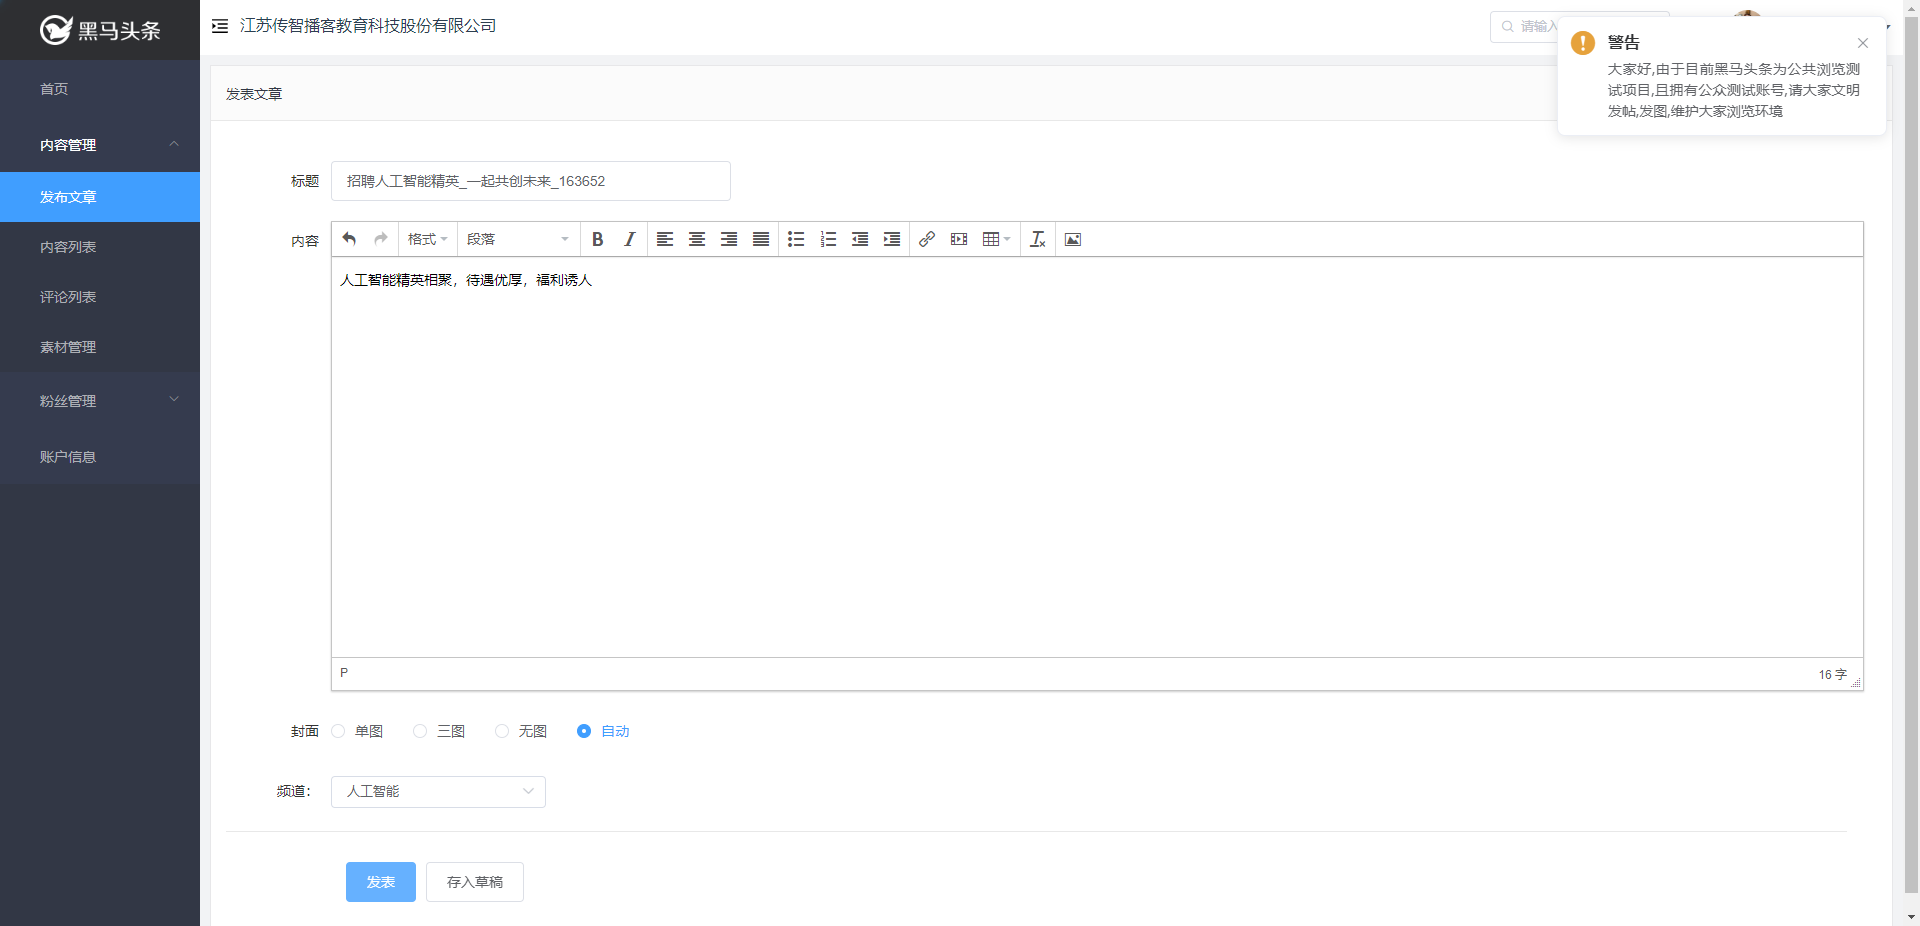 黑马头条
江苏传智播客教育科技股份有限公司
请输入
警告
大家好,由于目前黑马头条为公共浏览测
试项目,且拥有公众测试账号,请大家文明
发帖,发图,维护大家浏览环境
首页
内容管理
发布文章
内容列表
评论列表
素材管理
粉丝管理
账户信息
发表文章
标题
招聘人工智能精英_一起共创未来_163652
内容
格式
段落
人工智能精英相聚，待遇优厚，福利诱人
P
16 字
封面
单图
三图
无图
自动
频道：
人工智能
发表
存入草稿